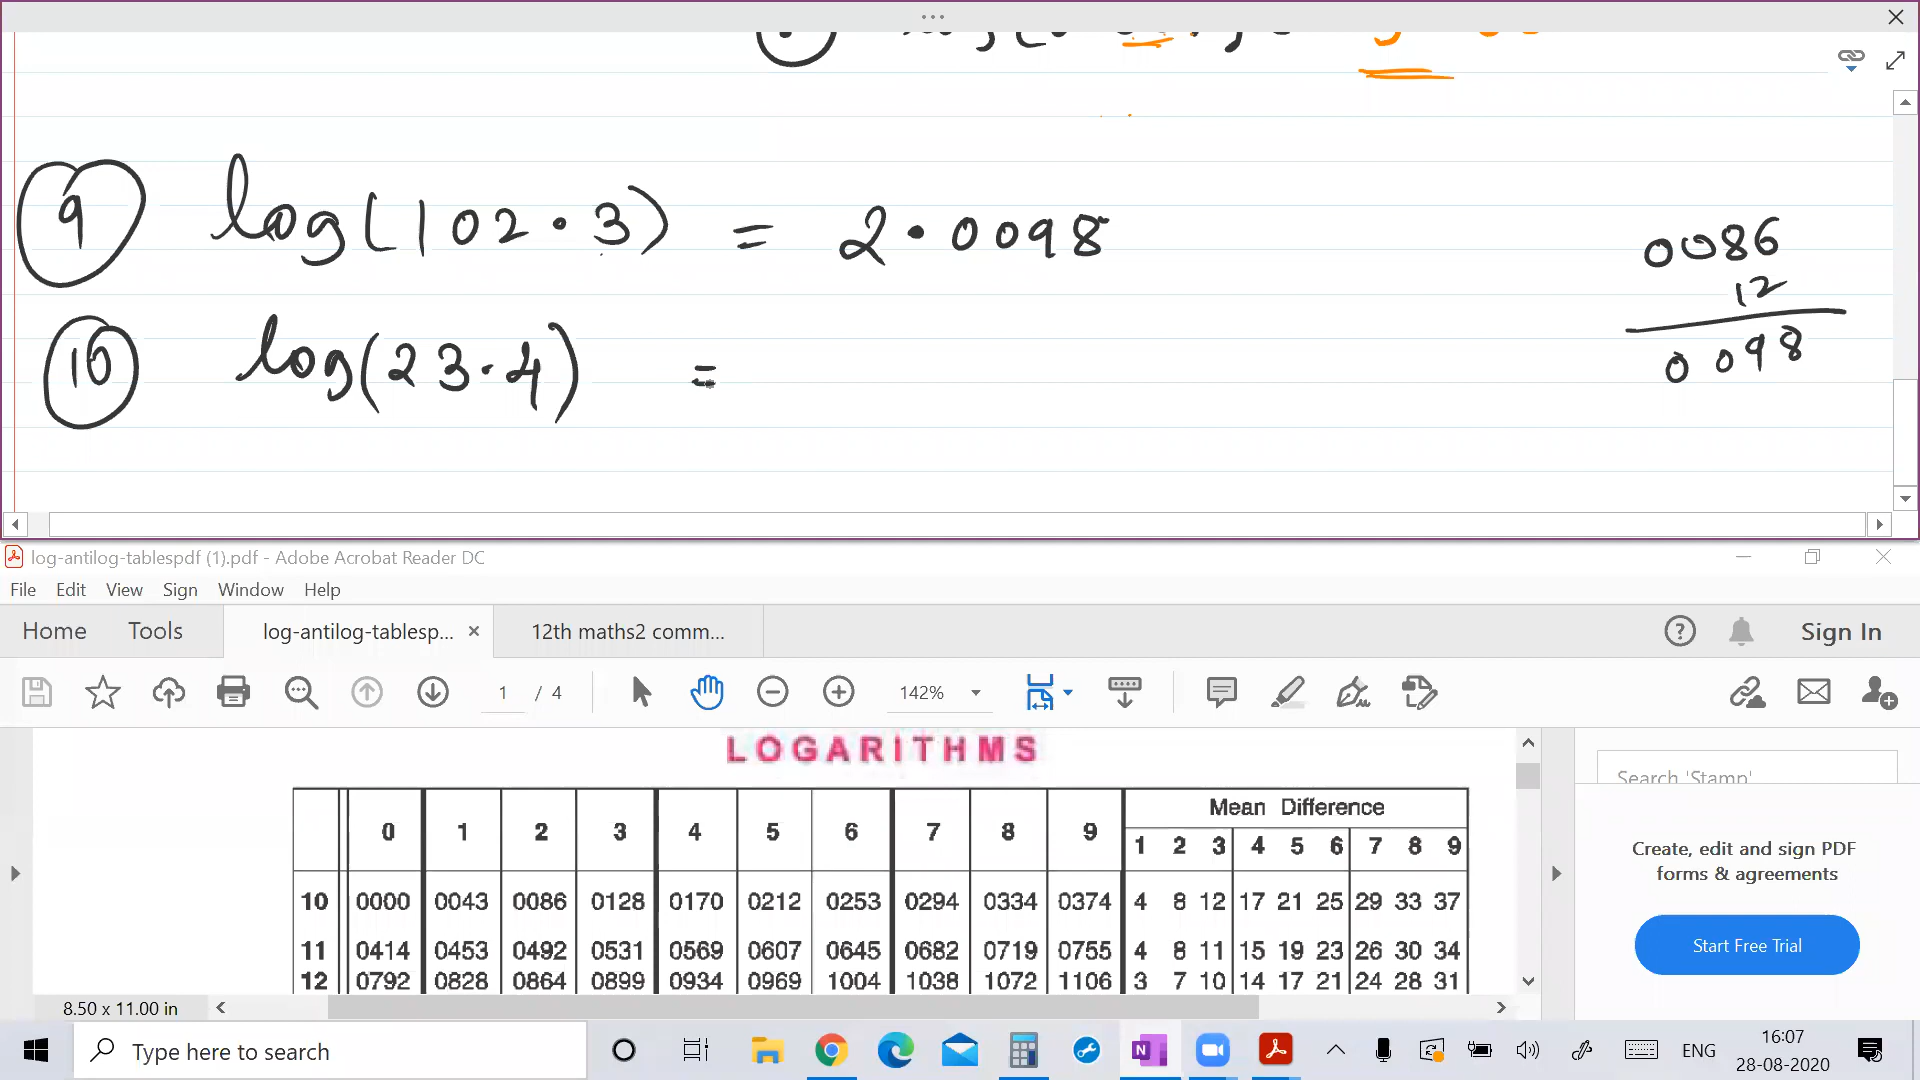 9 log(102.3) = 2.0098
0086
12
0098
10 log(23.4) =
log-antilog-tablespdf (1).pdf - Adobe Acrobat Reader DC
File Edit View Sign Window Help
Home Tools log-antilog-tablesp... × 12th maths2 comm... Sign In
1 / 4 142%
LOGARITHMS
Mean Difference
0 1 2 3 4 5 6 7 8 9 1 2 3 4 5 6 7 8 9
10 0000 0043 0086 0128 0170 0212 0253 0294 0334 0374 4 8 12 17 21 25 29 33 37
11 0414 0453 0492 0531 0569 0607 0645 0682 0719 0755 4 8 11 15 19 23 26 30 34
12 0792 0828 0864 0899 0934 0969 1004 1038 1072 1106 3 7 10 14 17 21 24 28 31
8.50 x 11.00 in
Search 'Stamp'
Create, edit and sign PDF
forms & agreements
Start Free Trial
Type here to search
ENG
16:07
28-08-2020